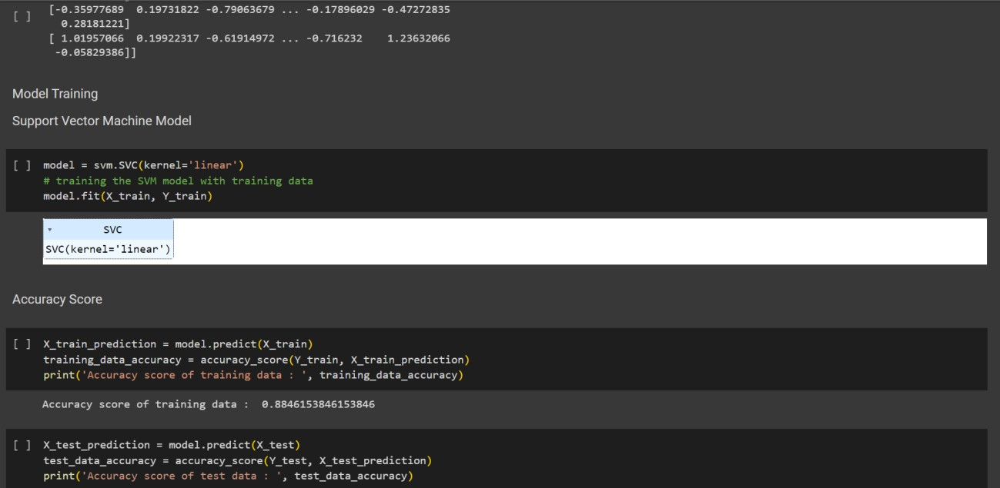 [ ]
[-0.35977689  0.19731822 -0.79063679 ... -0.17896029 -0.47272835
0.28181221]
[ 1.01957066  0.19922317 -0.61914972 ... -0.716232    1.23632066
-0.05829386]]
Model Training
Support Vector Machine Model
[ ] model = svm.SVC(kernel='linear')
# training the SVM model with training data
model.fit(X_train, Y_train)
SVC
SVC(kernel='linear')
Accuracy Score
[ ] X_train_prediction = model.predict(X_train)
training_data_accuracy = accuracy_score(Y_train, X_train_prediction)
print('Accuracy score of training data : ', training_data_accuracy)
Accuracy score of training data :  0.8846153846153846
[ ] X_test_prediction = model.predict(X_test)
test_data_accuracy = accuracy_score(Y_test, X_test_prediction)
print('Accuracy score of test data : ', test_data_accuracy)